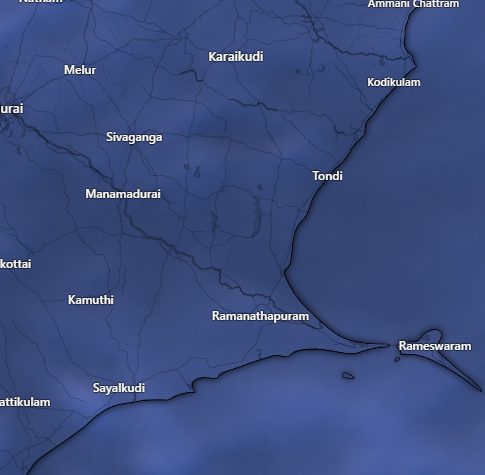 Ammani Chattram
Karaikudi
Melur
Kodikulam
urai
Sivaganga
Tondi
Manamadurai
kottai
Kamuthi
Ramanathapuram
Rameswaram
Sayalkudi
attikulam